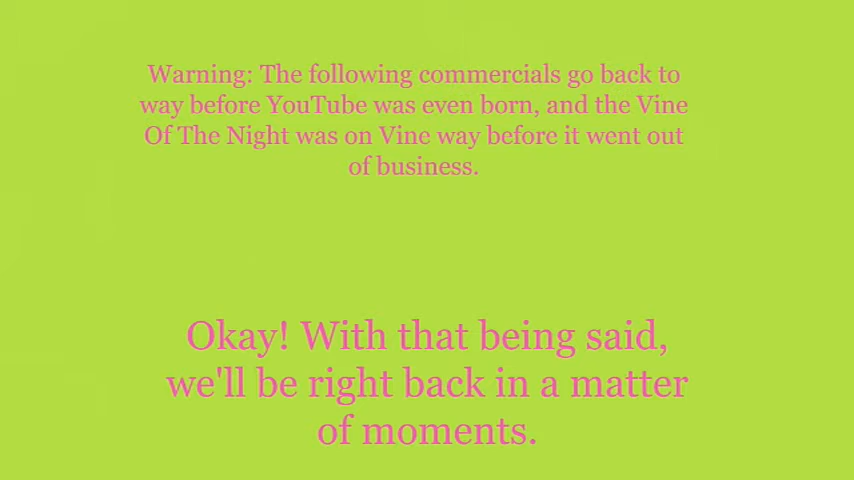 Warning: The following commercials go back to
way before YouTube was even born, and the Vine
Of The Night was on Vine way before it went out
of business.
Okay! With that being said,
we'll be right back in a matter
of moments.